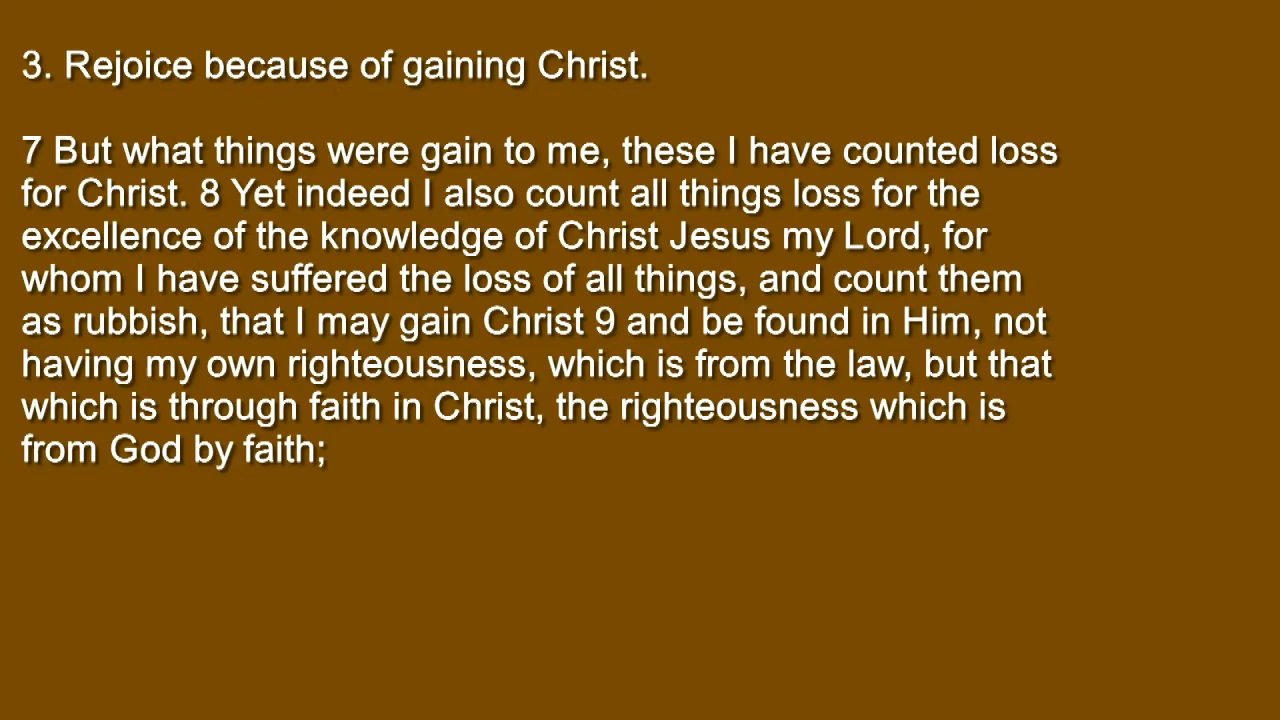 3. Rejoice because of gaining Christ.
7 But what things were gain to me, these I have counted loss
for Christ. 8 Yet indeed I also count all things loss for the
excellence of the knowledge of Christ Jesus my Lord, for
whom I have suffered the loss of all things, and count them
as rubbish, that I may gain Christ 9 and be found in Him, not
having my own righteousness, which is from the law, but that
which is through faith in Christ, the righteousness which is
from God by faith;